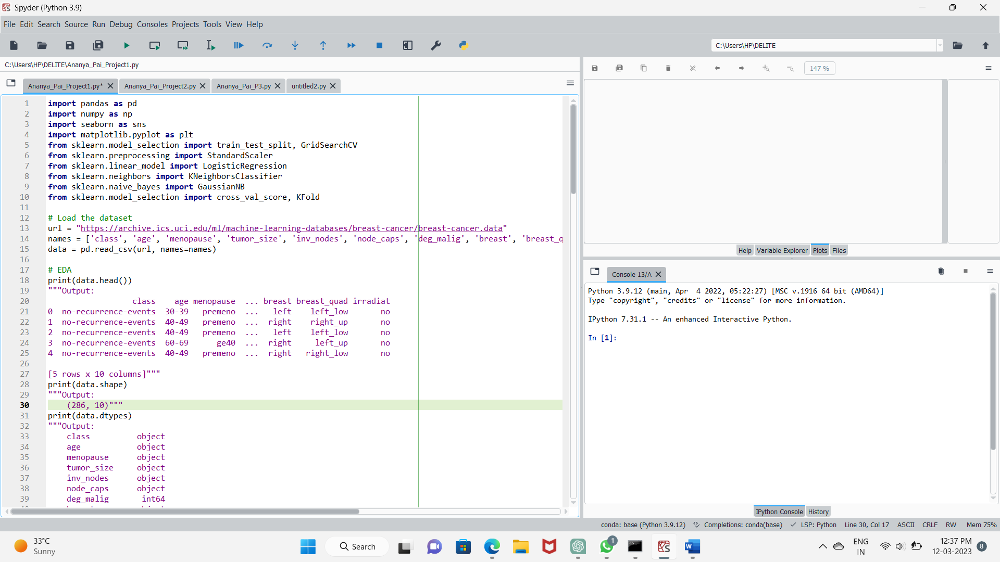 Spyder (Python 3.9)
File Edit Search Source Run Debug Consoles Projects Tools View Help
C:\Users\HP\DELITE
C:\Users\HP\DELITE\Ananya_Pai_Project1.py
Ananya_Pai_Project1.py* Ananya_Pai_Project2.py Ananya_Pai_P3.py untitled2.py
1 import pandas as pd
2 import numpy as np
3 import seaborn as sns
4 import matplotlib.pyplot as plt
5 from sklearn.model_selection import train_test_split, GridSearchCV
6 from sklearn.preprocessing import StandardScaler
7 from sklearn.linear_model import LogisticRegression
8 from sklearn.neighbors import KNeighborsClassifier
9 from sklearn.naive_bayes import GaussianNB
10 from sklearn.model_selection import cross_val_score, KFold
11
12 # Load the dataset
13 url = "https://archive.ics.uci.edu/ml/machine-learning-databases/breast-cancer/breast-cancer.data"
14 names = ['class', 'age', 'menopause', 'tumor_size', 'inv_nodes', 'node_caps', 'deg_malig', 'breast', 'breast_q
15 data = pd.read_csv(url, names=names)
16
17 # EDA
18 print(data.head())
19 """Output:
20 class age menopause ... breast breast_quad irradiat
21 0 no-recurrence-events 30-39 premeno ... left left_low no
22 1 no-recurrence-events 40-49 premeno ... right right_up no
23 2 no-recurrence-events 40-49 premeno ... left left_low no
24 3 no-recurrence-events 60-69 ge40 ... right left_up no
25 4 no-recurrence-events 40-49 premeno ... right right_low no
26
27 [5 rows x 10 columns]"""
28 print(data.shape)
29 """Output:
30 (286, 10)"""
31 print(data.dtypes)
32 """Output:
33 class object
34 age object
35 menopause object
36 tumor_size object
37 inv_nodes object
38 node_caps object
39 deg_malig int64
147 %
Help Variable Explorer Plots Files
Console 13/A
Python 3.9.12 (main, Apr 4 2022, 05:22:27) [MSC v.1916 64 bit (AMD64)]
Type "copyright", "credits" or "license" for more information.
IPython 7.31.1 -- An enhanced Interactive Python.
In [1]:
IPython Console History
conda: base (Python 3.9.12) Completions: conda(base) LSP: Python Line 30, Col 17 ASCII CRLF RW Mem 75%
33°C
Sunny
Search
1
ENG
IN
12:37 PM
12-03-2023
8